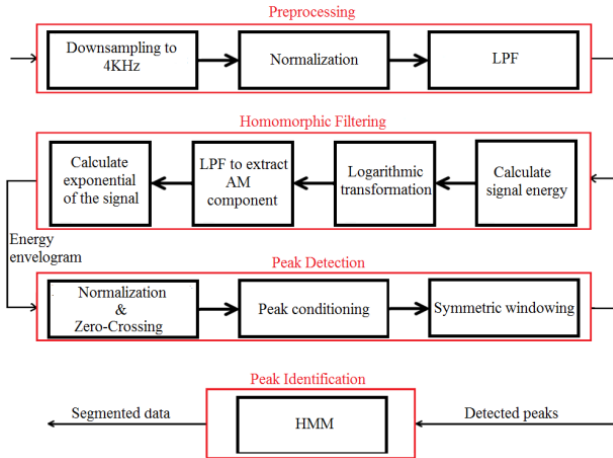 Preprocessing
Downsampling to
4KHz
Normalization
LPF
Homomorphic Filtering
Calculate
exponential
of the signal
LPF to extract
AM
component
Logarithmic
transformation
Calculate
signal energy
Energy
envelogram
Peak Detection
Normalization
&
Zero-Crossing
Peak conditioning
Symmetric windowing
Peak Identification
Segmented data
HMM
Detected peaks